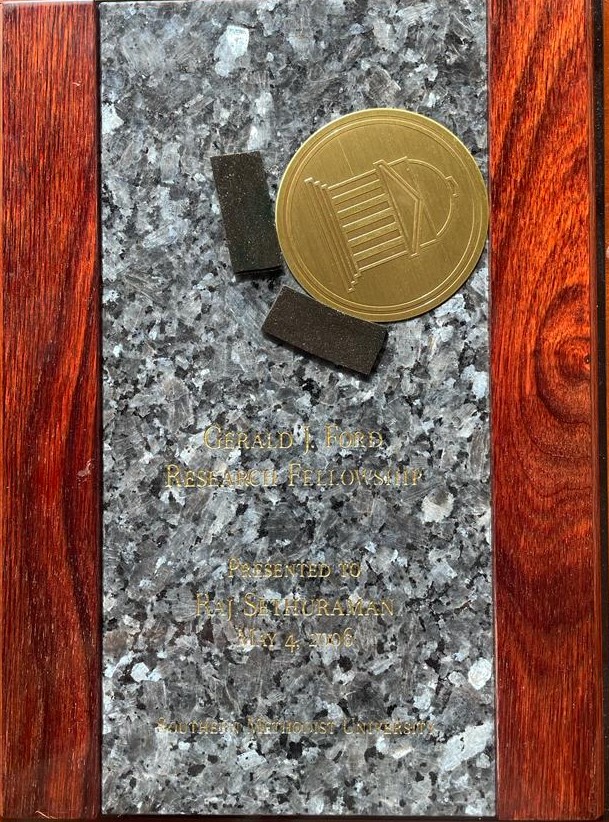 GERALD J. FORD
RESEARCH FELLOWSHIP
PRESENTED TO
RAJ SETHURAMAN
MAY 4, 2006
SOUTHERN METHODIST UNIVERSITY